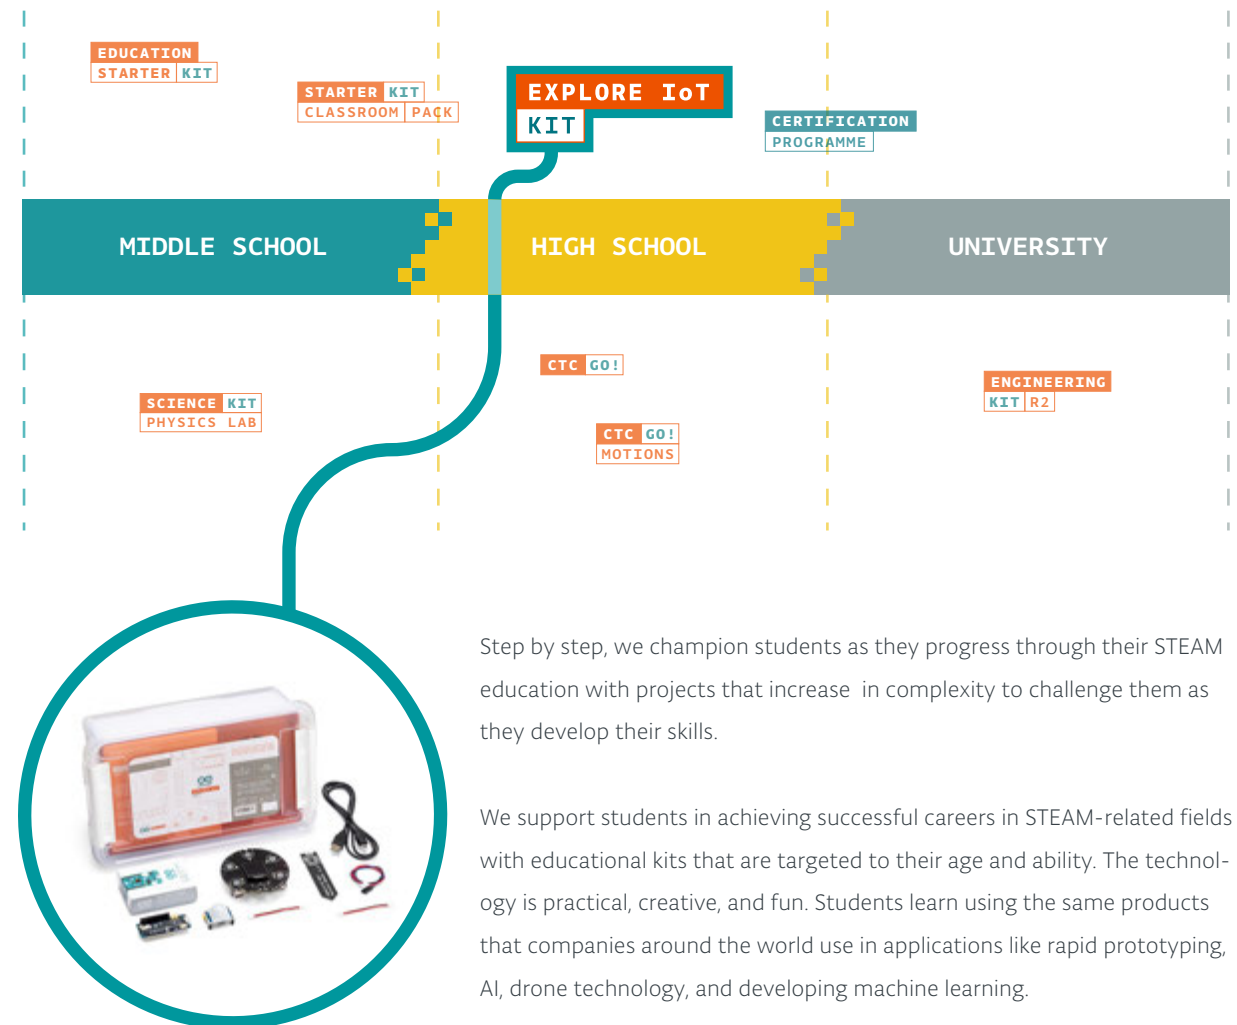 EDUCATION
STARTER KIT
STARTER KIT
CLASSROOM PACK
EXPLORE IoT
KIT
CERTIFICATION
PROGRAMME
MIDDLE SCHOOL
HIGH SCHOOL
UNIVERSITY
SCIENCE KIT
PHYSICS LAB
CTC GO!
CTC GO!
MOTIONS
ENGINEERING
KIT R2
Step by step, we champion students as they progress through their STEAM
education with projects that increase in complexity to challenge them as
they develop their skills.
We support students in achieving successful careers in STEAM-related fields
with educational kits that are targeted to their age and ability. The technol-
ogy is practical, creative, and fun. Students learn using the same products
that companies around the world use in applications like rapid prototyping,
AI, drone technology, and developing machine learning.